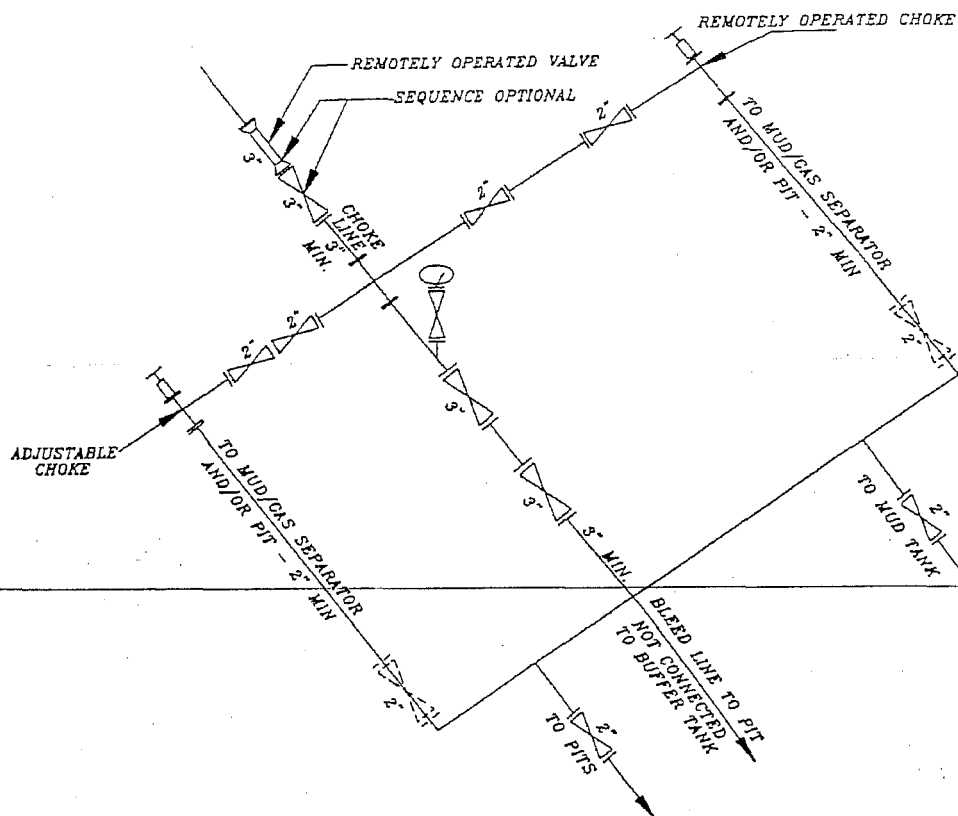 REMOTELY OPERATED CHOKE
REMOTELY OPERATED VALVE
SEQUENCE OPTIONAL
3"
3"
CHOKE
LINE
3"
MIN.
2"
2"
TO MUD/GAS SEPARATOR
AND/OR PIT - 2" MIN
2"
2"
2"
3"
3"
3" MIN.
ADJUSTABLE
CHOKE
TO MUD/GAS SEPARATOR
AND/OR PIT - 2" MIN
2"
2"
TO MUD TANK
BLEED LINE TO PIT
NOT CONNECTED
TO BUFFER TANK
2"
TO PITS